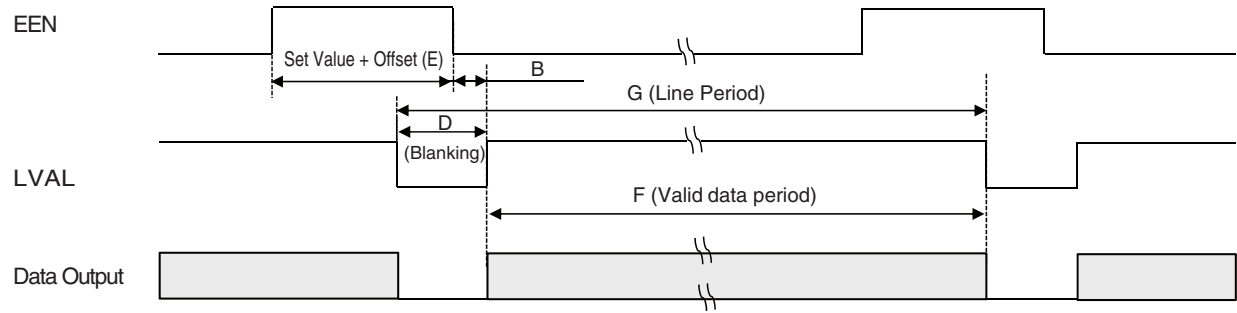 EEN
Set Value + Offset (E)
B
G (Line Period)
D
(Blanking)
LVAL
F (Valid data period)
Data Output